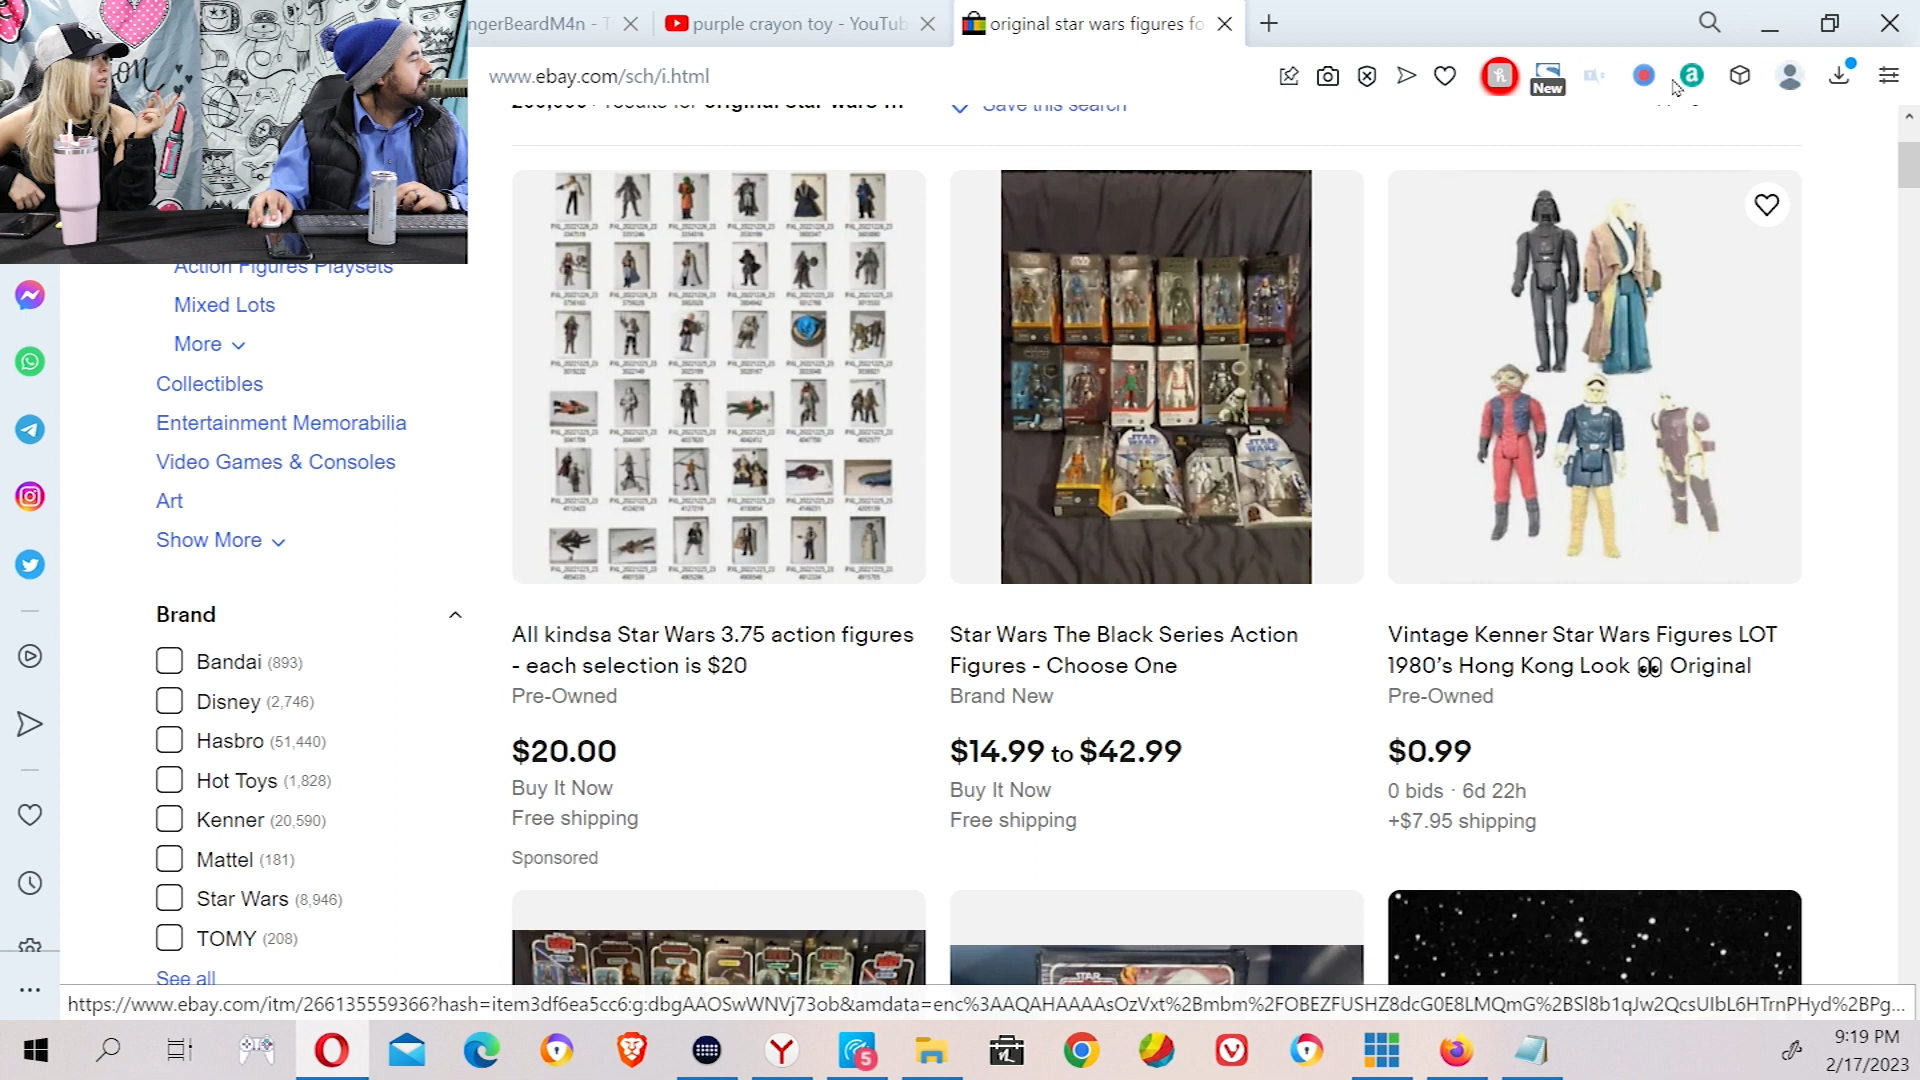 ngerBeardM4n - T
purple crayon toy - YouTub
original star wars figures fo
www.ebay.com/sch/i.html
New
Save this search
Action Figures Playsets
Mixed Lots
More
Collectibles
Entertainment Memorabilia
Video Games & Consoles
Art
Show More
Brand
Bandai (893)
Disney (2,746)
Hasbro (51,440)
Hot Toys (1,828)
Kenner (20,590)
Mattel (181)
Star Wars (8,946)
TOMY (208)
See all
All kindsa Star Wars 3.75 action figures
- each selection is $20
Pre-Owned
$20.00
Buy It Now
Free shipping
Sponsored
Star Wars The Black Series Action
Figures - Choose One
Brand New
$14.99 to $42.99
Buy It Now
Free shipping
Vintage Kenner Star Wars Figures LOT
1980's Hong Kong Look 👀 Original
Pre-Owned
$0.99
0 bids · 6d 22h
+$7.95 shipping
https://www.ebay.com/itm/266135559366?hash=item3df6ea5cc6:g:dbgAAOSwWNVj73ob&amdata=enc%3AAQAHAAAAsOzVxt%2Bmbm%2FOBEZFUSHZ8dcG0E8LMQmG%2BSl8b1qJw2QcsUIbL6HTrnPHyd%2BPg...
5
9:19 PM
2/17/2023